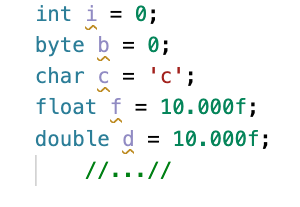 int i = 0;
byte b = 0;
char c = 'c';
float f = 10.000f;
double d = 10.000f;
//...//